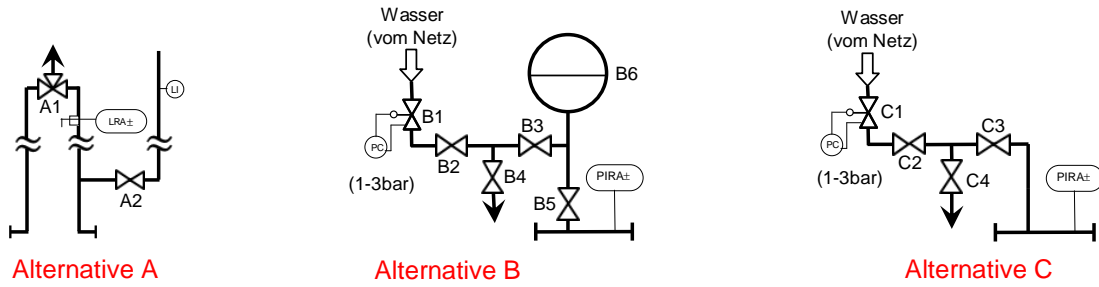 A1
LRA±
LI
A2
Alternative A
Wasser
(vom Netz)
B6
B1
PC
B3
B2
B4
(1-3bar)
PIRA±
B5
Alternative B
Wasser
(vom Netz)
C1
PC
C3
C2
C4
(1-3bar)
PIRA±
Alternative C